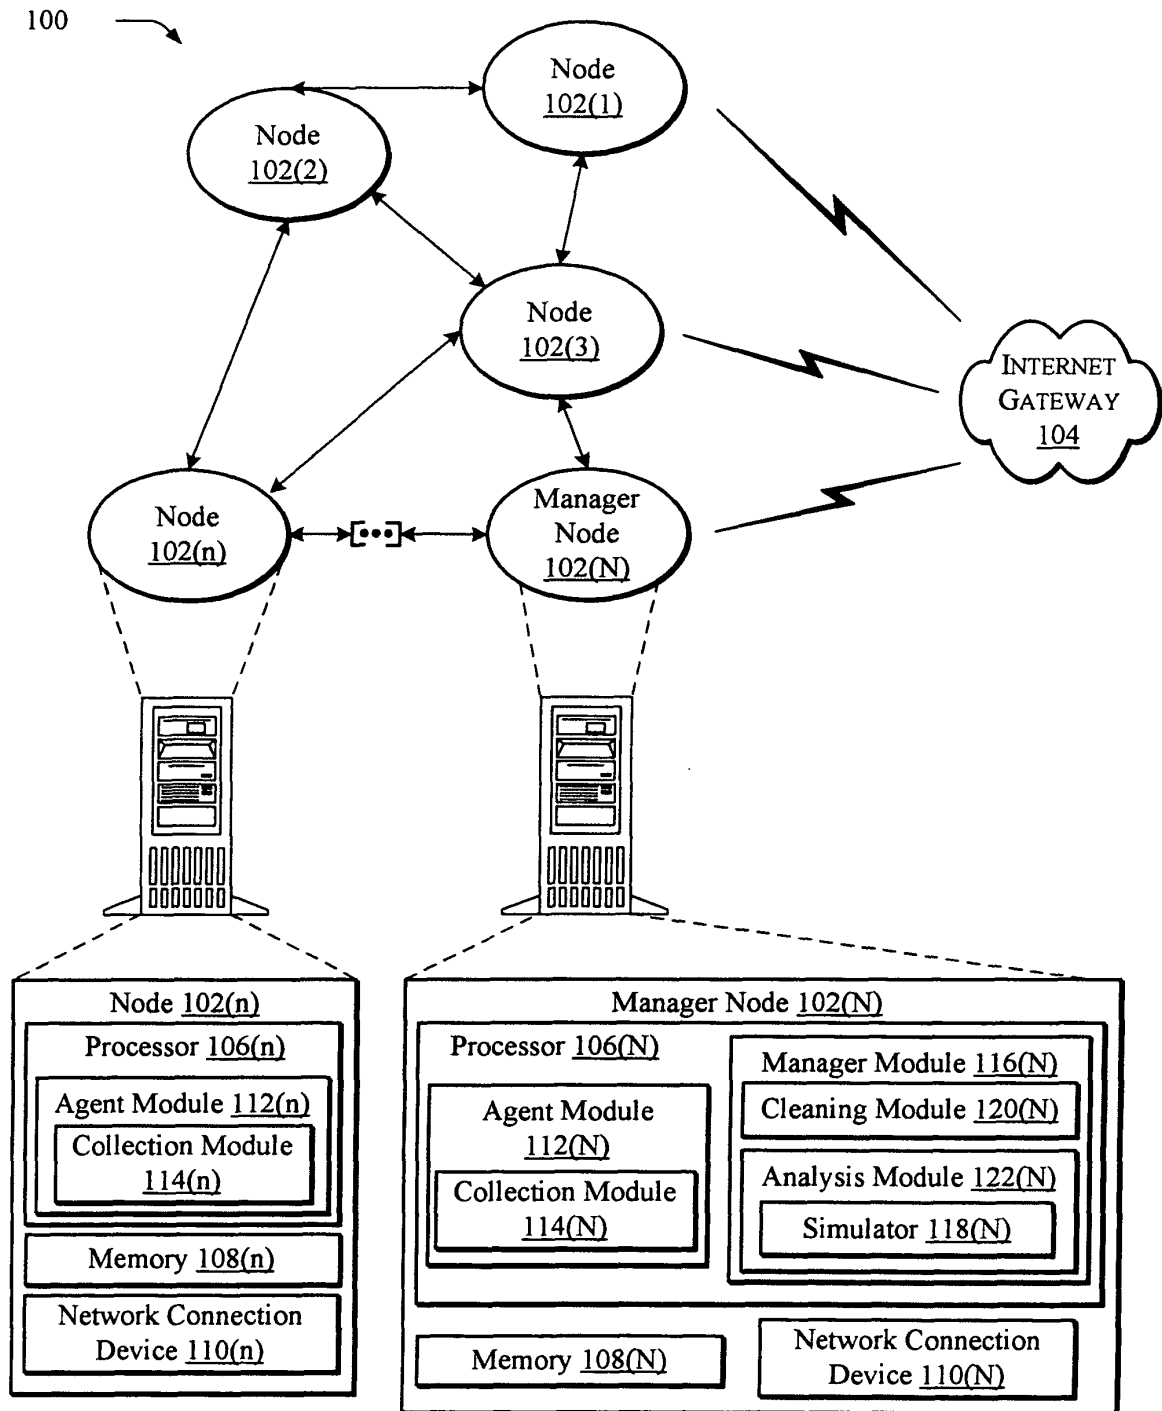 100
Node
102(1)
Node
102(2)
Node
102(3)
INTERNET
GATEWAY
104
Node
102(n)
[•••]
Manager
Node
102(N)
Node 102(n)
Processor 106(n)
Agent Module 112(n)
Collection Module
114(n)
Memory 108(n)
Network Connection
Device 110(n)
Manager Node 102(N)
Processor 106(N)
Agent Module
112(N)
Collection Module
114(N)
Manager Module 116(N)
Cleaning Module 120(N)
Analysis Module 122(N)
Simulator 118(N)
Memory 108(N)
Network Connection
Device 110(N)